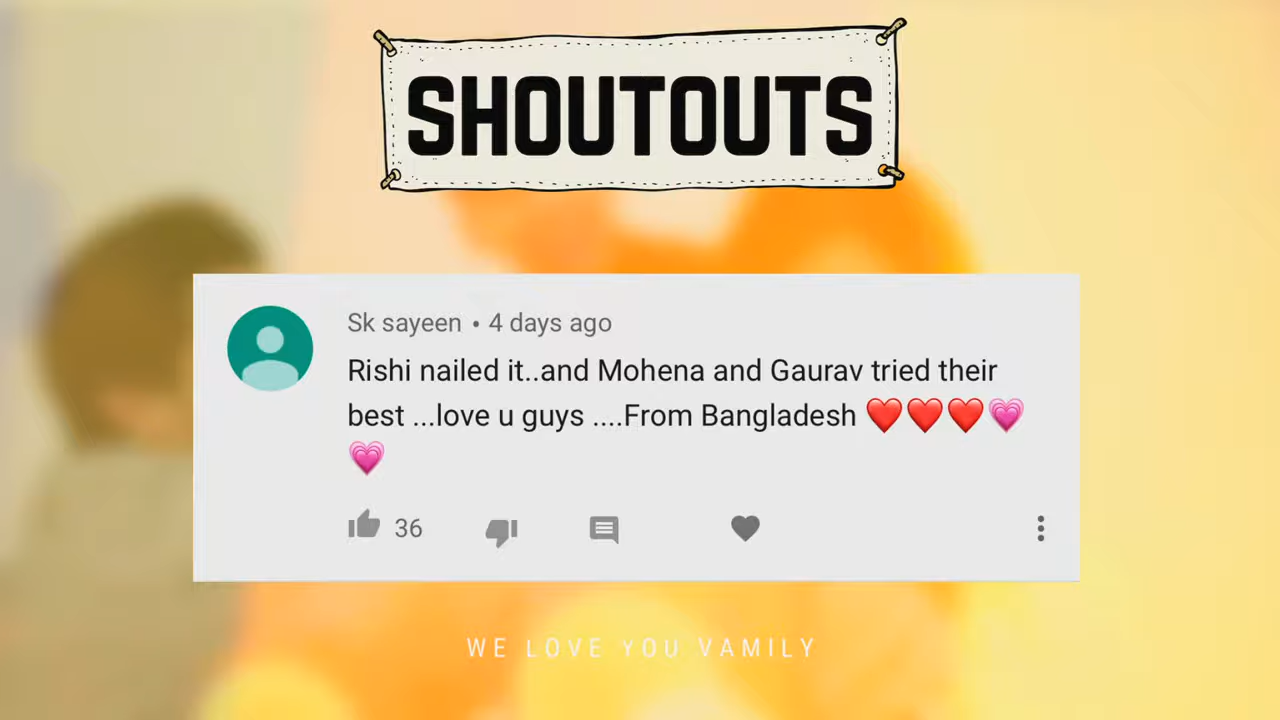 SHOUTOUTS
Sk sayeen • 4 days ago
Rishi nailed it..and Mohena and Gaurav tried their
best ...love u guys ....From Bangladesh ❤️❤️❤️💗
💗
36
WE LOVE YOU VAMILY